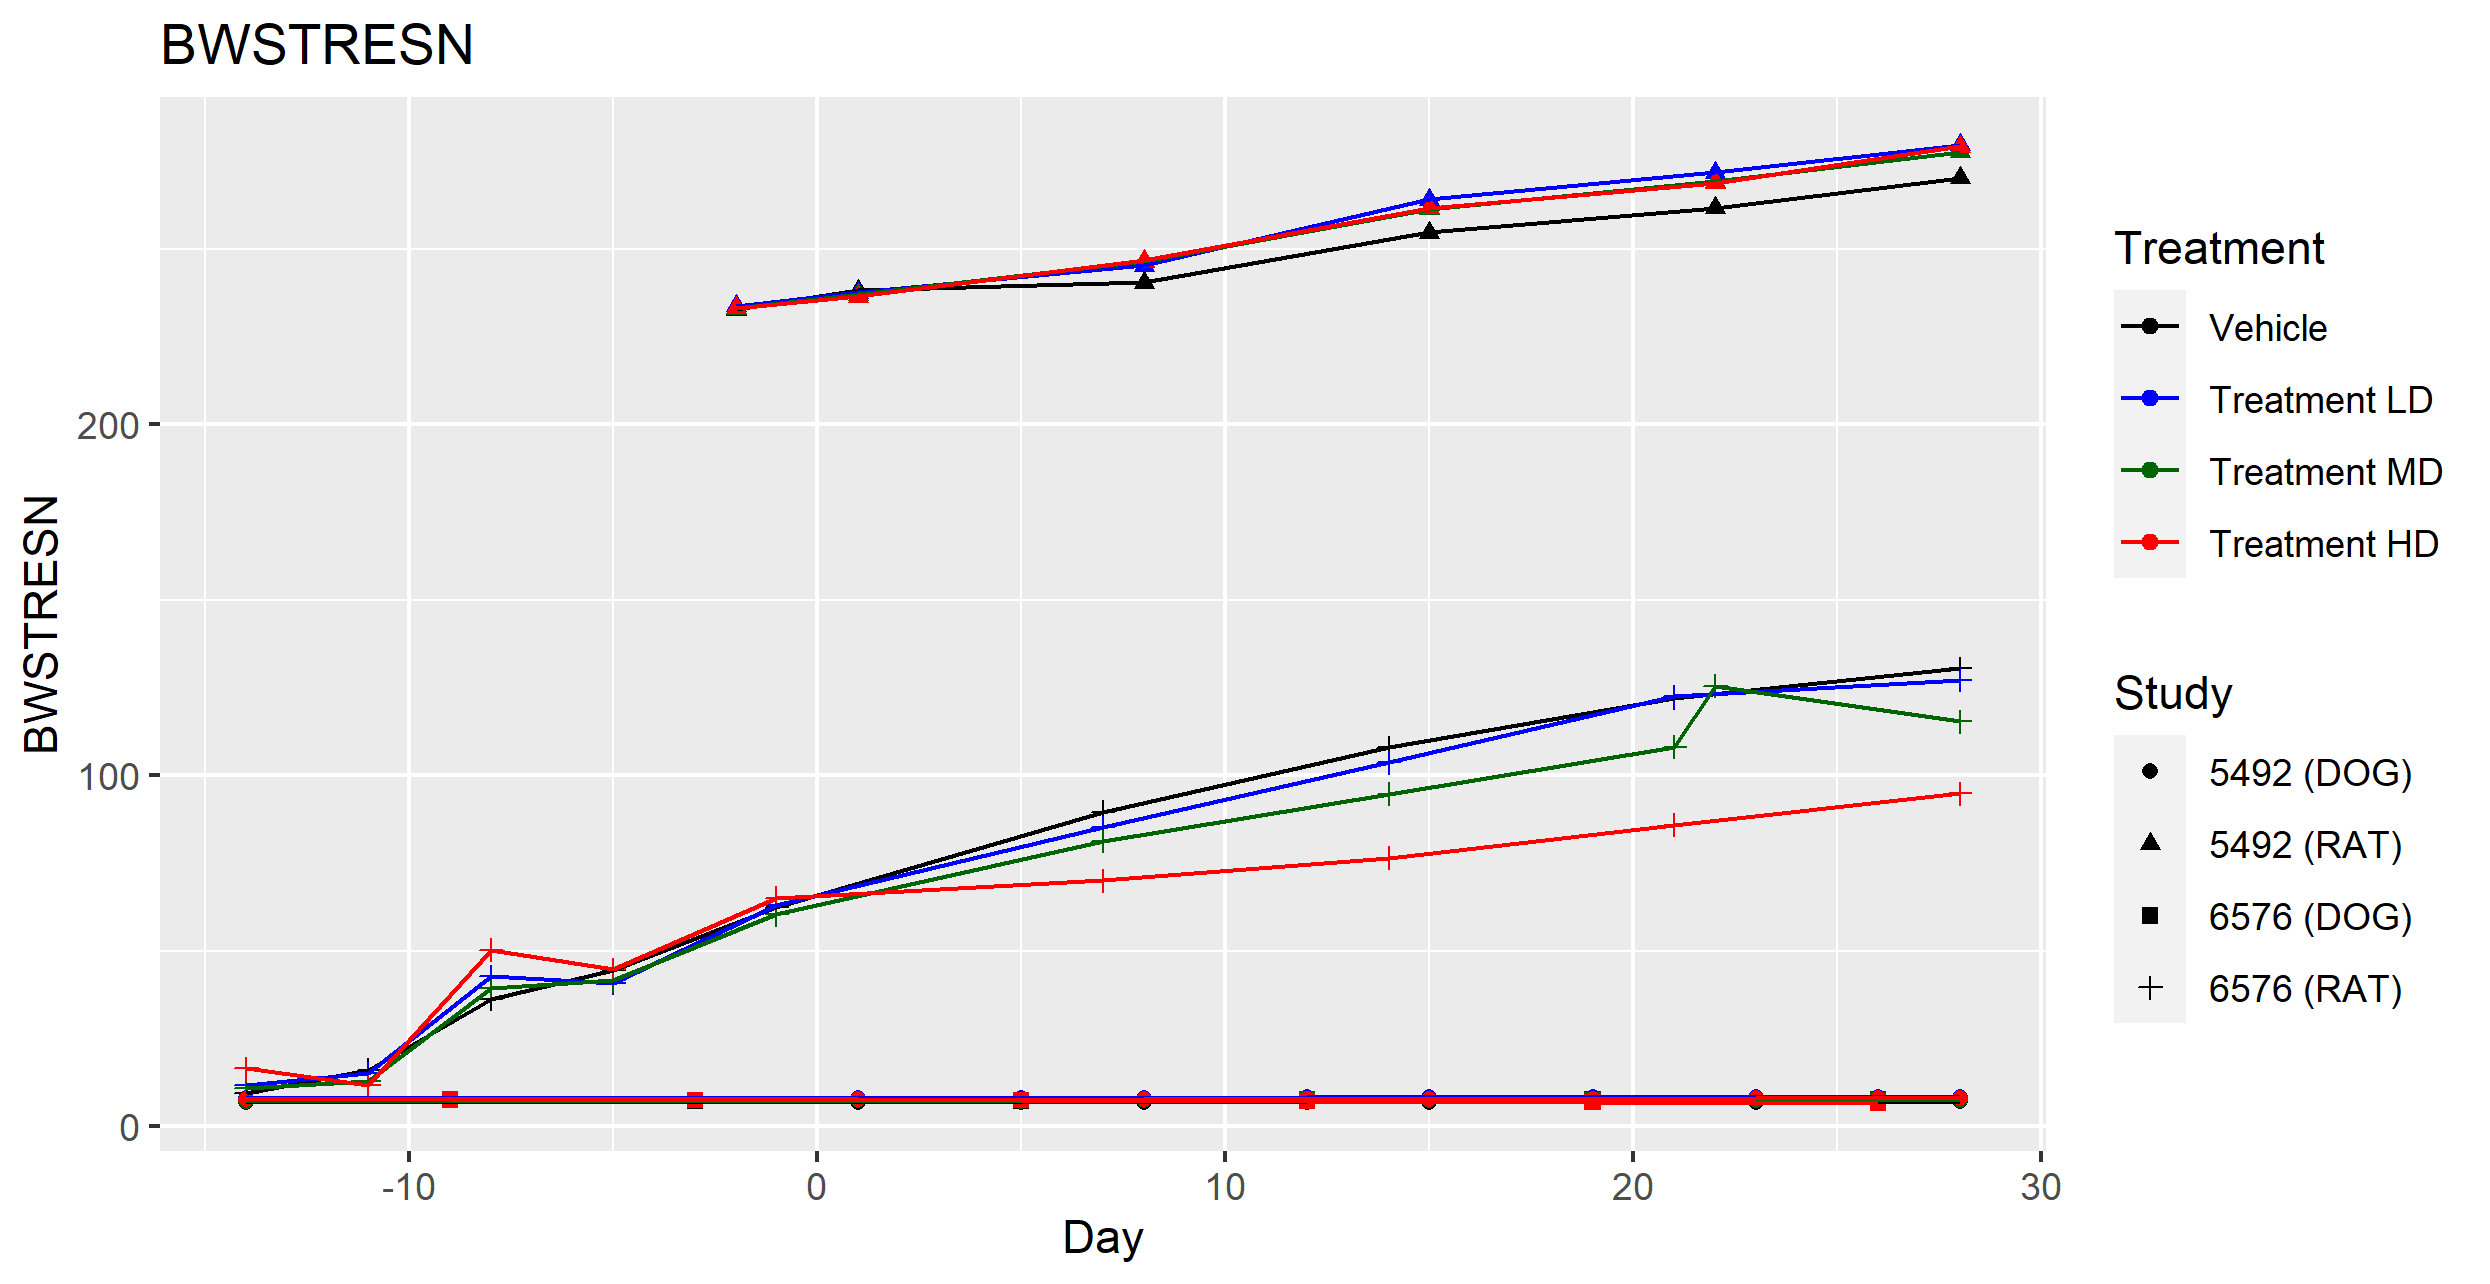 BWSTRESN
BWSTRESN
200
100
0
-10
0
10
20
30
Day
Treatment
Vehicle
Treatment LD
Treatment MD
Treatment HD
Study
5492 (DOG)
5492 (RAT)
6576 (DOG)
6576 (RAT)